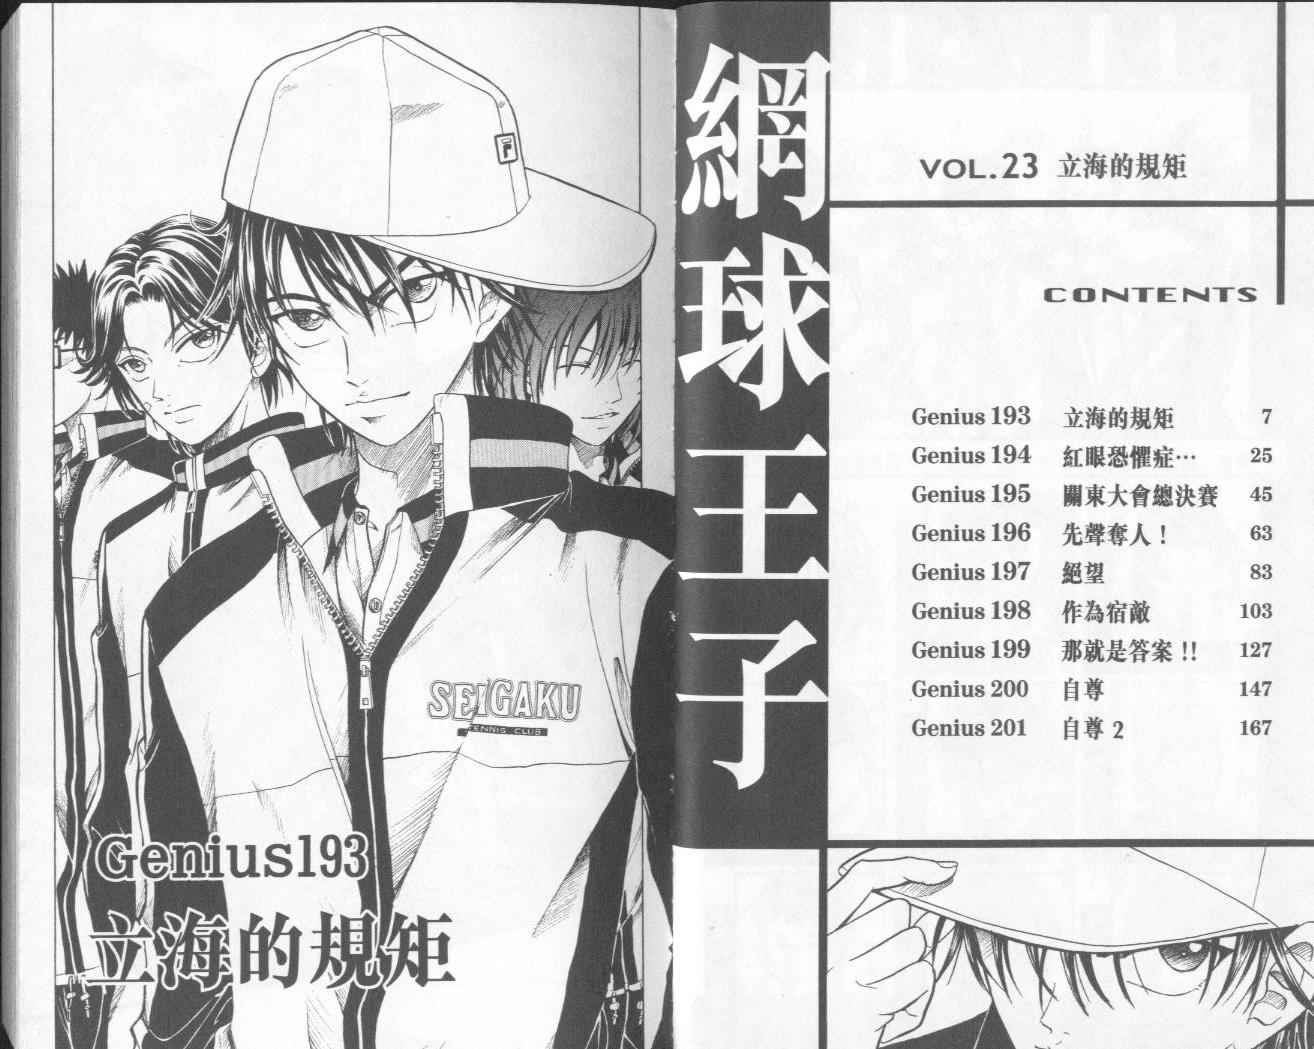 F
SEIGAKU
TENNIS CLUB
Genius193
立海的規矩
網球王子
VOL.23 立海的規矩
CONTENTS
Genius 193 立海的規矩 7
Genius 194 紅眼恐懼症… 25
Genius 195 關東大會總決賽 45
Genius 196 先聲奪人！ 63
Genius 197 絕望 83
Genius 198 作為宿敵 103
Genius 199 那就是答案！！ 127
Genius 200 自尊 147
Genius 201 自尊 2 167